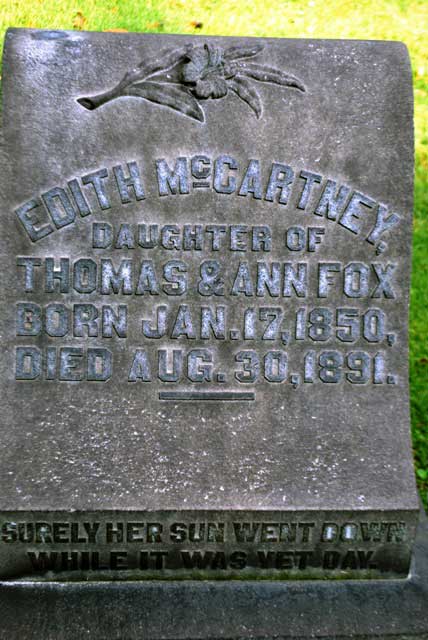 EDITH McCARTNEY,
DAUGHTER OF
THOMAS & ANN FOX
BORN JAN. 17, 1850,
DIED AUG. 30, 1891.
SURELY HER SUN WENT DOWN
WHILE IT WAS YET DAY.